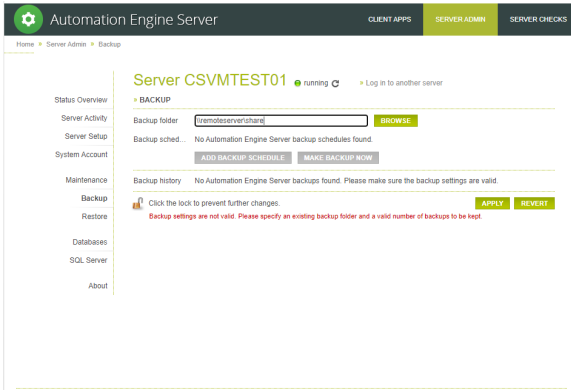 Automation Engine Server
CLIENT APPS
SERVER ADMIN
SERVER CHECKS
Home » Server Admin » Backup
Server CSVMTEST01 running » Log in to another server
» BACKUP
Status Overview
Server Activity
Server Setup
System Account
Maintenance
Backup
Restore
Databases
SQL Server
About
Backup folder \\remoteserver\share BROWSE
Backup sched... No Automation Engine Server backup schedules found.
ADD BACKUP SCHEDULE MAKE BACKUP NOW
Backup history No Automation Engine Server backups found. Please make sure the backup settings are valid.
Click the lock to prevent further changes. APPLY REVERT
Backup settings are not valid. Please specify an existing backup folder and a valid number of backups to be kept.